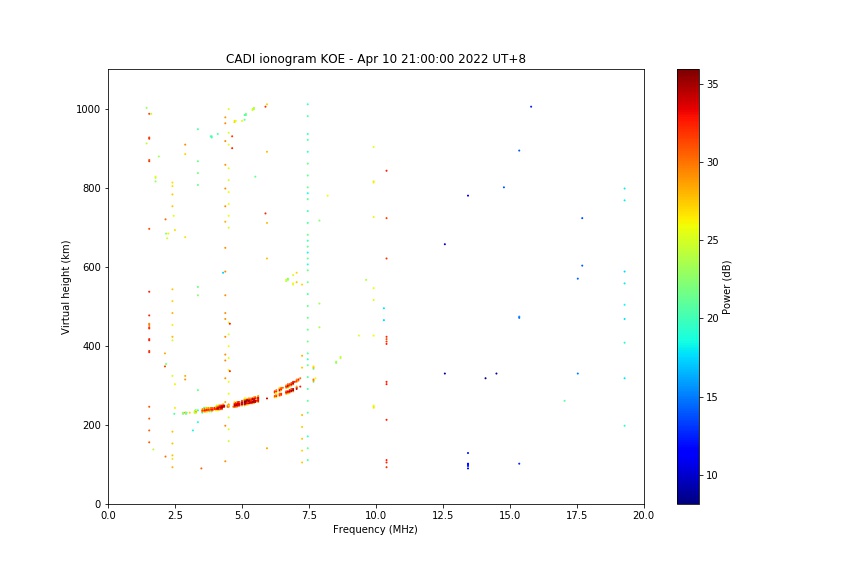 CADI ionogram KOE - Apr 10 21:00:00 2022 UT+8
Virtual height (km)
1000
800
600
400
200
0
0.0 2.5 5.0 7.5 10.0 12.5 15.0 17.5 20.0
Frequency (MHz)
35
30
25
20
15
10
Power (dB)